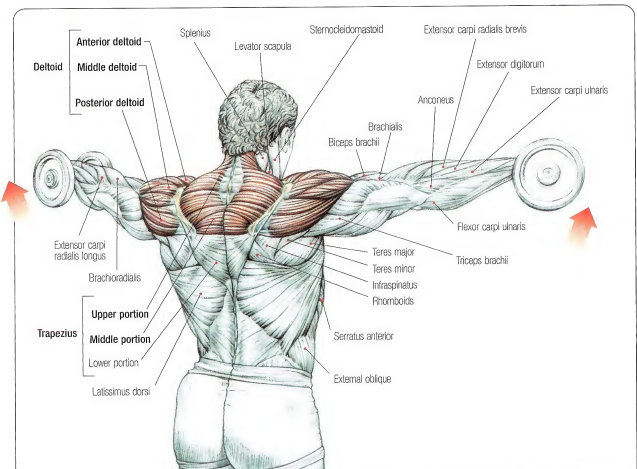 Splenius
Levator scapula
Sternocleidomastoid
Extensor carpi radialis brevis
Extensor digitorum
Extensor carpi ulnaris
Anconeus
Brachialis
Biceps brachii
Deltoid
Anterior deltoid
Middle deltoid
Posterior deltoid
Extensor carpi
radialis longus
Brachioradialis
Flexor carpi ulnaris
Triceps brachii
Teres major
Teres minor
Infraspinatus
Rhomboids
Trapezius
Upper portion
Middle portion
Lower portion
Latissimus dorsi
Serratus anterior
External oblique